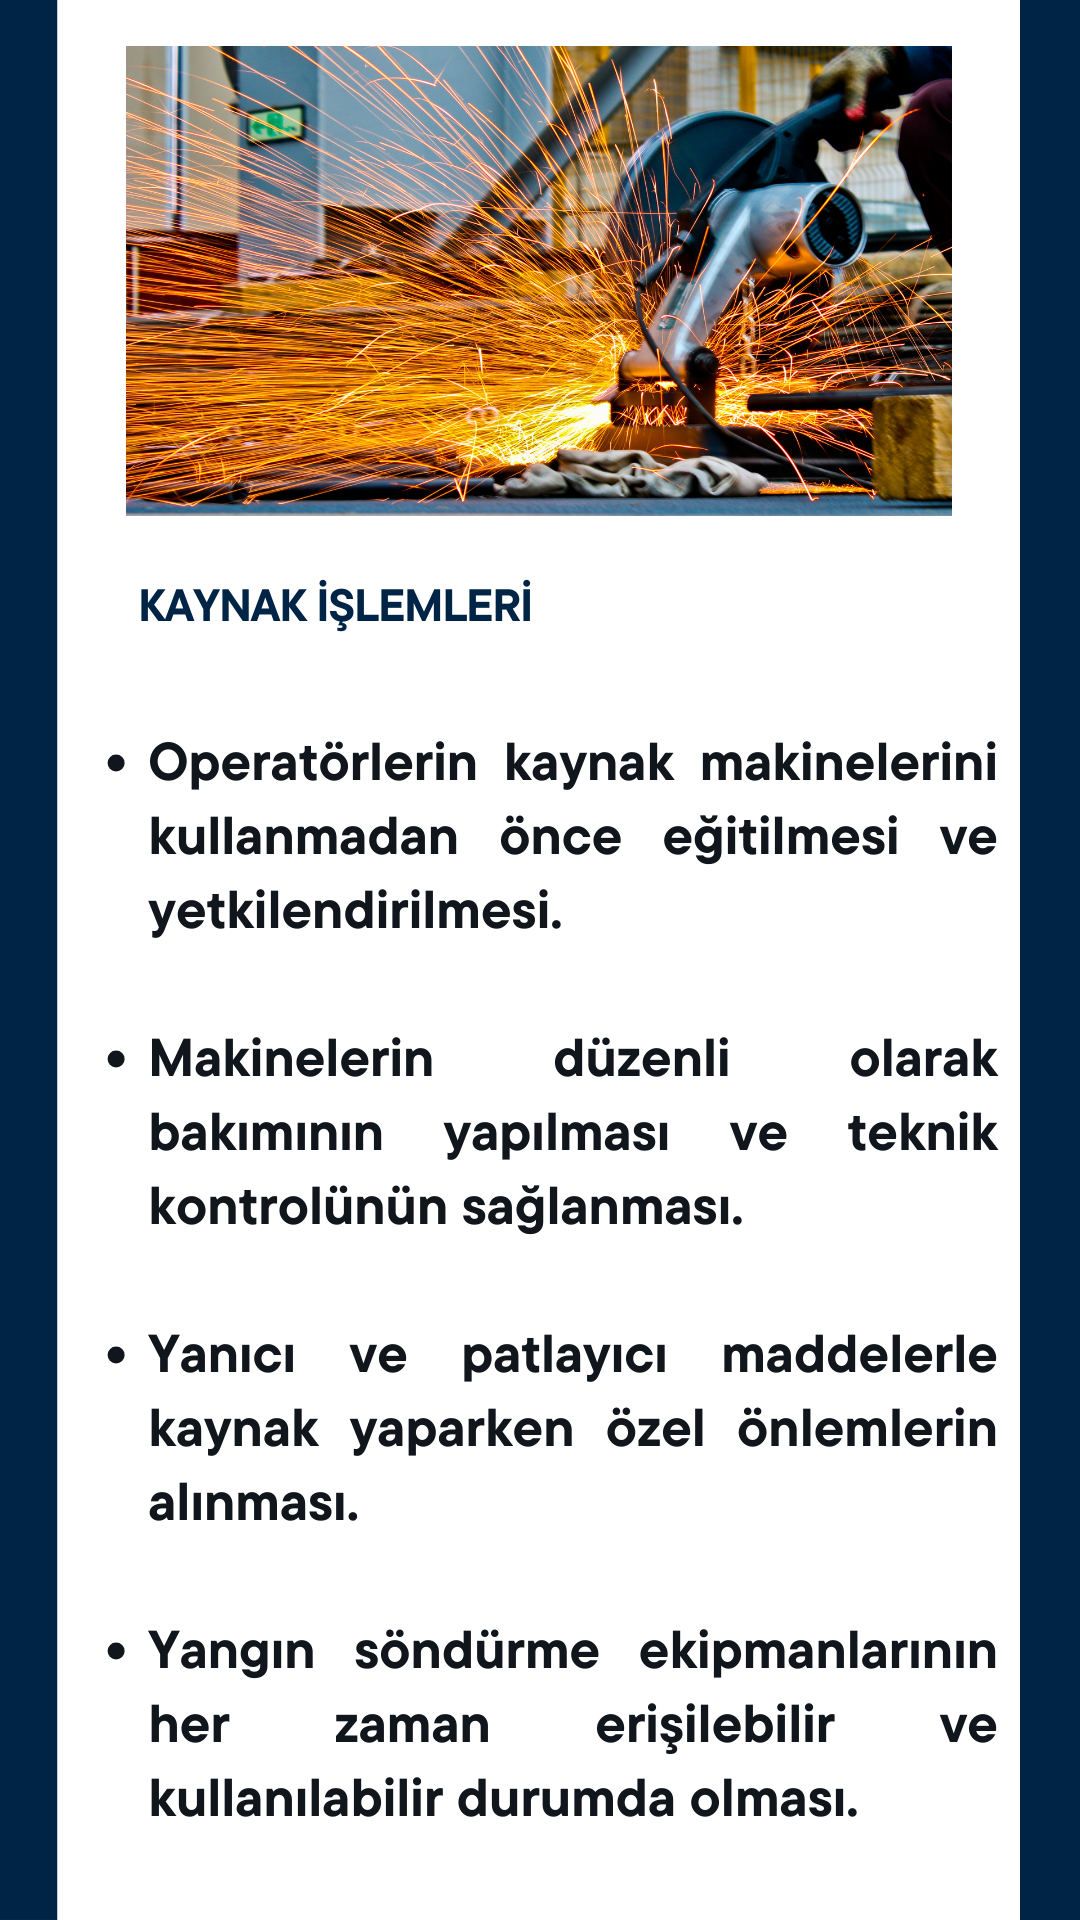 KAYNAK İŞLEMLERİ
• Operatörlerin kaynak makinelerini
kullanmadan önce eğitilmesi ve
yetkilendirilmesi.
• Makinelerin düzenli olarak
bakımının yapılması ve teknik
kontrolünün sağlanması.
• Yanıcı ve patlayıcı maddelerle
kaynak yaparken özel önlemlerin
alınması.
• Yangın söndürme ekipmanlarının
her zaman erişilebilir ve
kullanılabilir durumda olması.